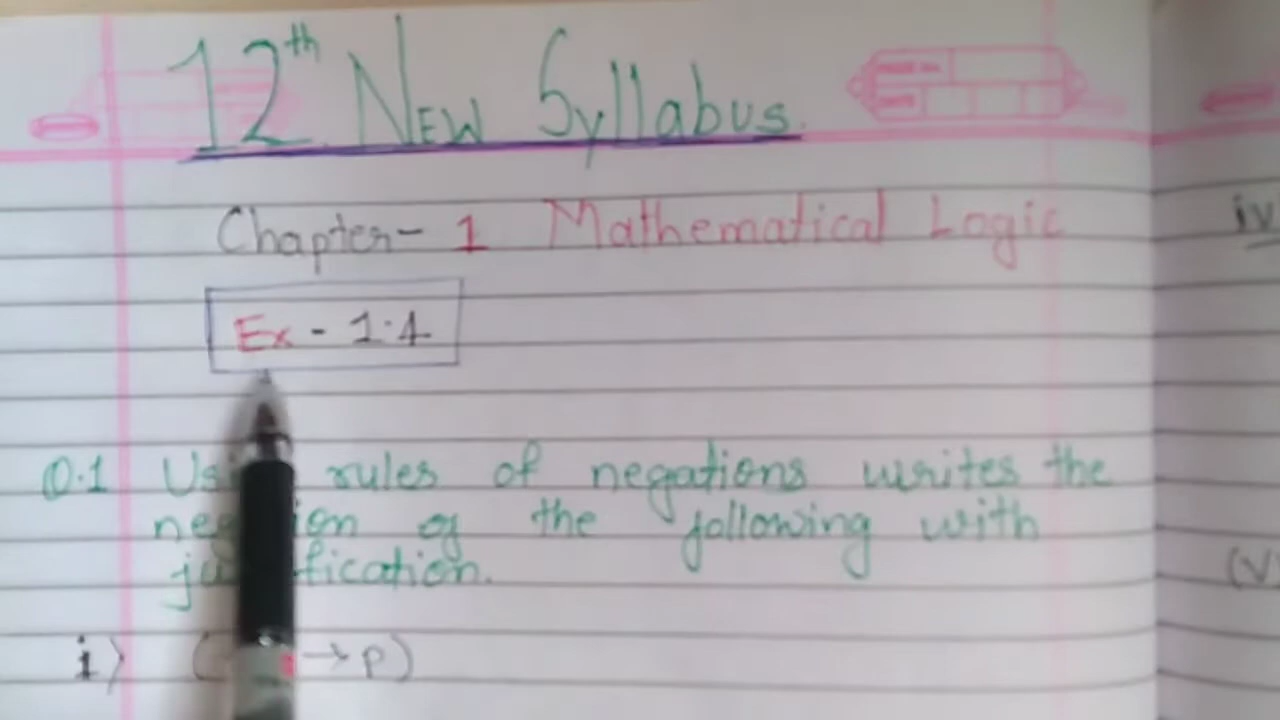 12th New Syllabus.
Chapter- 1 Mathematical Logic
Ex - 1.4
Q.1 rules of negations writes the
of the following with
i) ( → p)
iv
(v